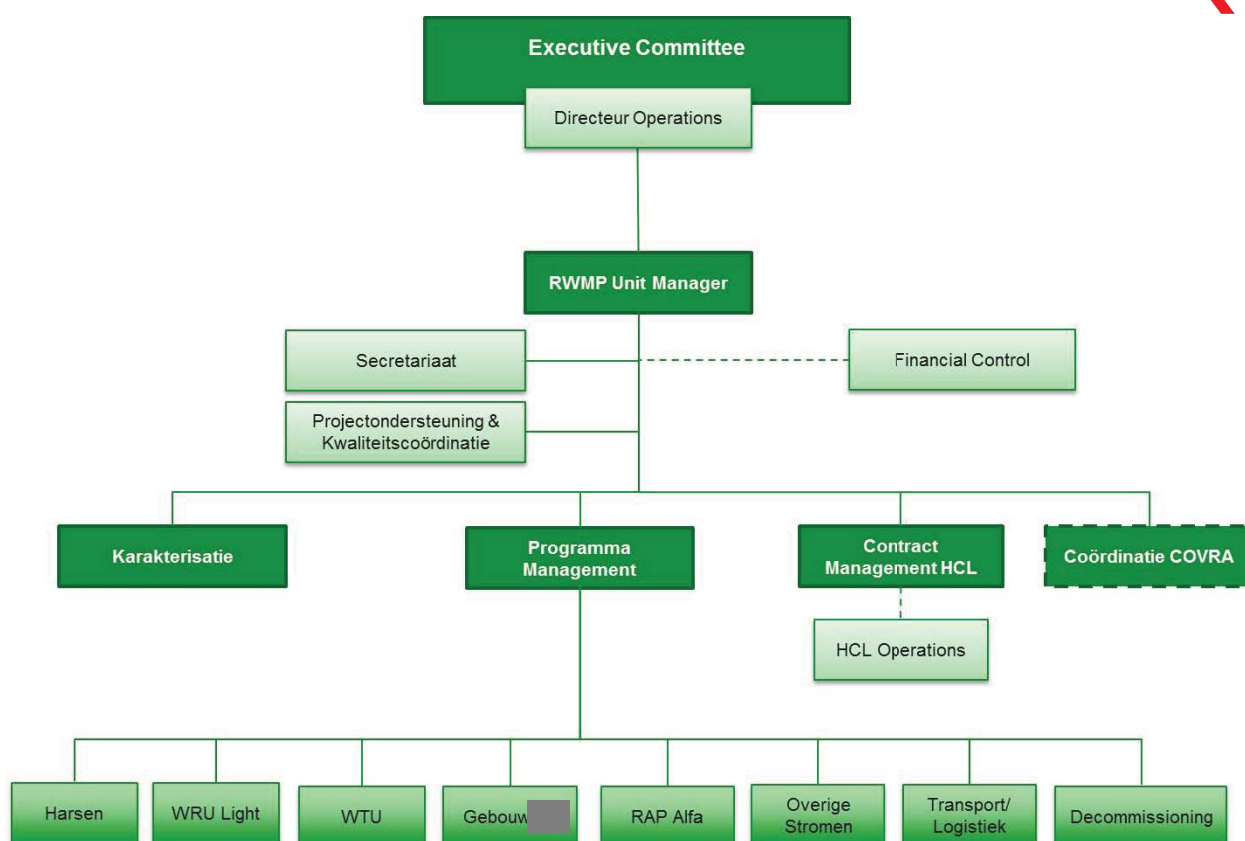 Executive Committee
Directeur Operations
RWMP Unit Manager
Secretariaat
Financial Control
Projectondersteuning &
Kwaliteitscoördinatie
Karakterisatie
Programma
Management
Contract
Management HCL
Coördinatie COVRA
HCL Operations
Harsen
WRU Light
WTU
Gebouw
RAP Alfa
Overige
Stromen
Transport/
Logistiek
Decommissioning